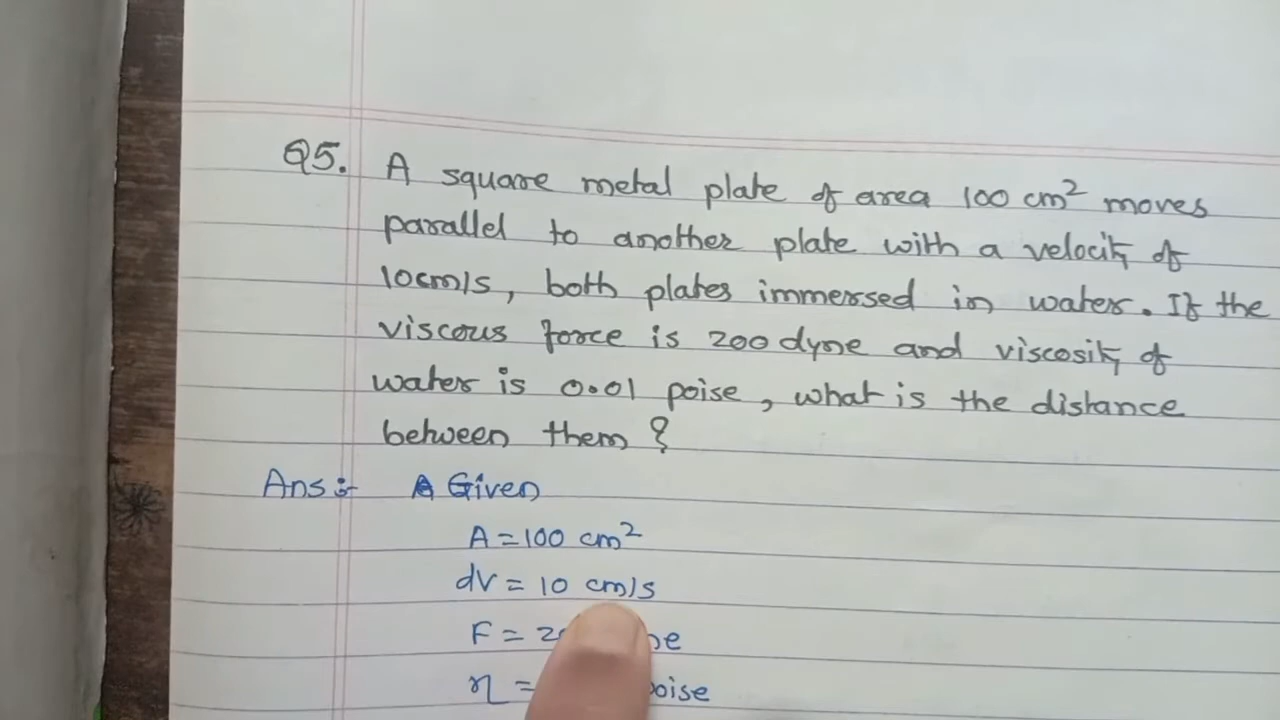 Q5. A square metal plate of area 100 cm² moves
parallel to another plate with a velocity of
10cm/s, both plates immersed in water. If the
viscous force is 200 dyne and viscosity of
water is 0.01 poise, what is the distance
between them?
Ans:- Given
A = 100 cm²
dv = 10 cm/s
F =
η = poise